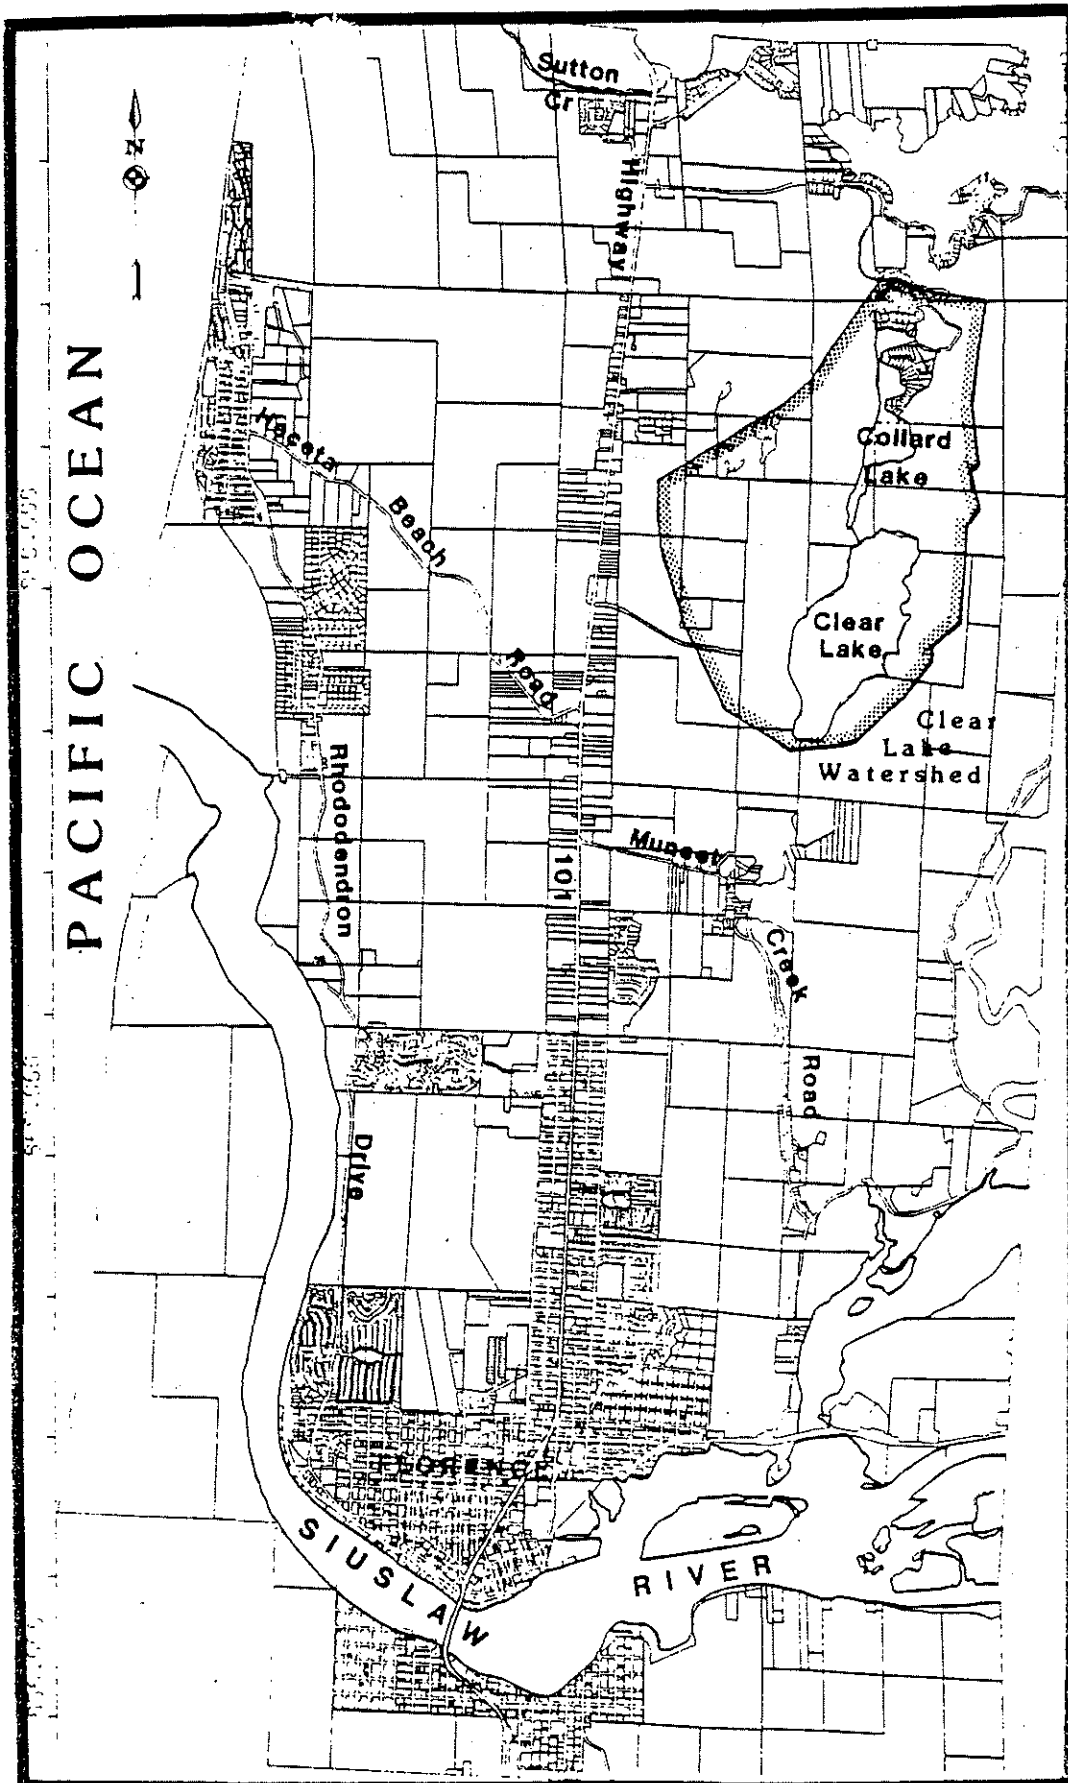 Sutton
Cr
N
Highway
PACIFIC OCEAN
Heceta
Beach
Road
Collard
Lake
Clear
Lake
Clear
Lake
Watershed
Rhododendron
101
Munsel
Creek
Road
Drive
FLORENCE
SIUSLAW
RIVER